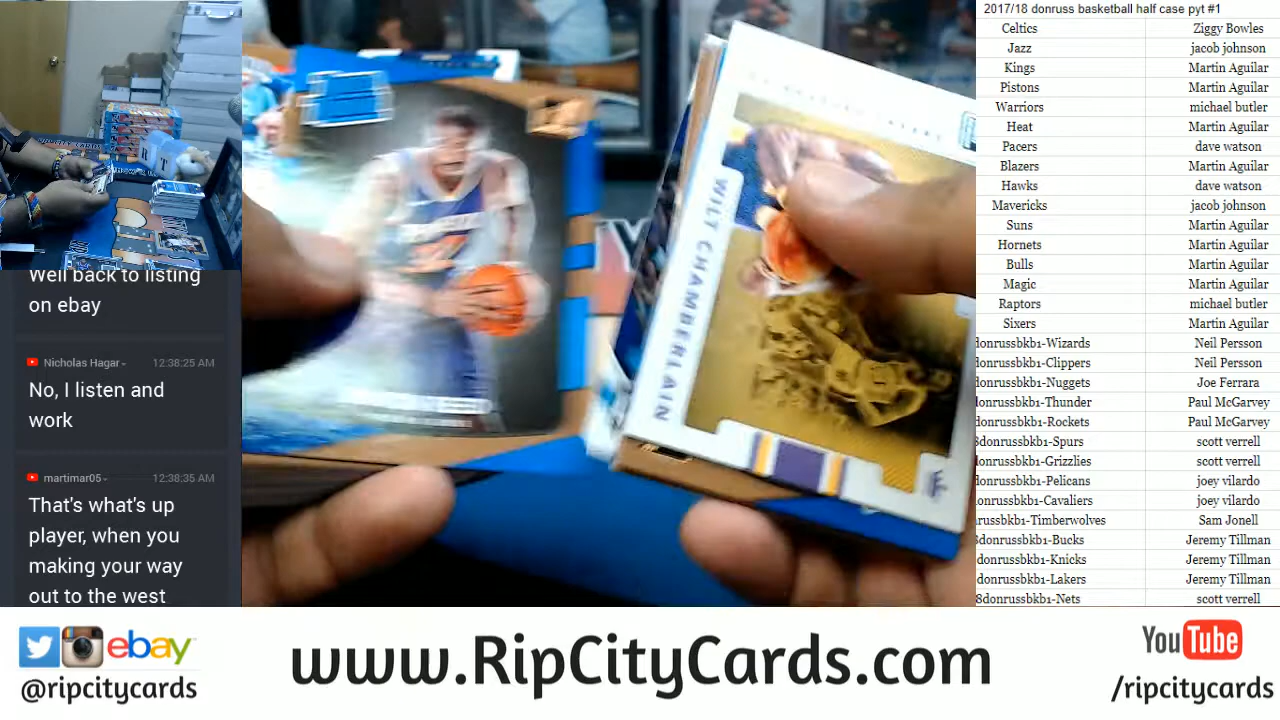 Well back to listing
on ebay
Nicholas Hagar 12:38:25 AM
No, I listen and
work
martimar05 12:38:35 AM
That's what's up
player, when you
making your way
out to the west
WILT CHAMBERLAIN
2017/18 donruss basketball half case pyt #1
Celtics Ziggy Bowles
Jazz jacob johnson
Kings Martin Aguilar
Pistons Martin Aguilar
Warriors michael butler
Heat Martin Aguilar
Pacers dave watson
Blazers Martin Aguilar
Hawks dave watson
Mavericks jacob johnson
Suns Martin Aguilar
Hornets Martin Aguilar
Bulls Martin Aguilar
Magic Martin Aguilar
Raptors michael butler
Sixers Martin Aguilar
donrussbkb1-Wizards Neil Persson
donrussbkb1-Clippers Neil Persson
donrussbkb1-Nuggets Joe Ferrara
donrussbkb1-Thunder Paul McGarvey
donrussbkb1-Rockets Paul McGarvey
8donrussbkb1-Spurs scott verrell
donrussbkb1-Grizzlies scott verrell
donrussbkb1-Pelicans joey vilardo
donrussbkb1-Cavaliers joey vilardo
russbkb1-Timberwolves Sam Jonell
donrussbkb1-Bucks Jeremy Tillman
donrussbkb1-Knicks Jeremy Tillman
donrussbkb1-Lakers Jeremy Tillman
8donrussbkb1-Nets scott verrell
ebay
@ripcitycards
www.RipCityCards.com
YouTube
/ripcitycards